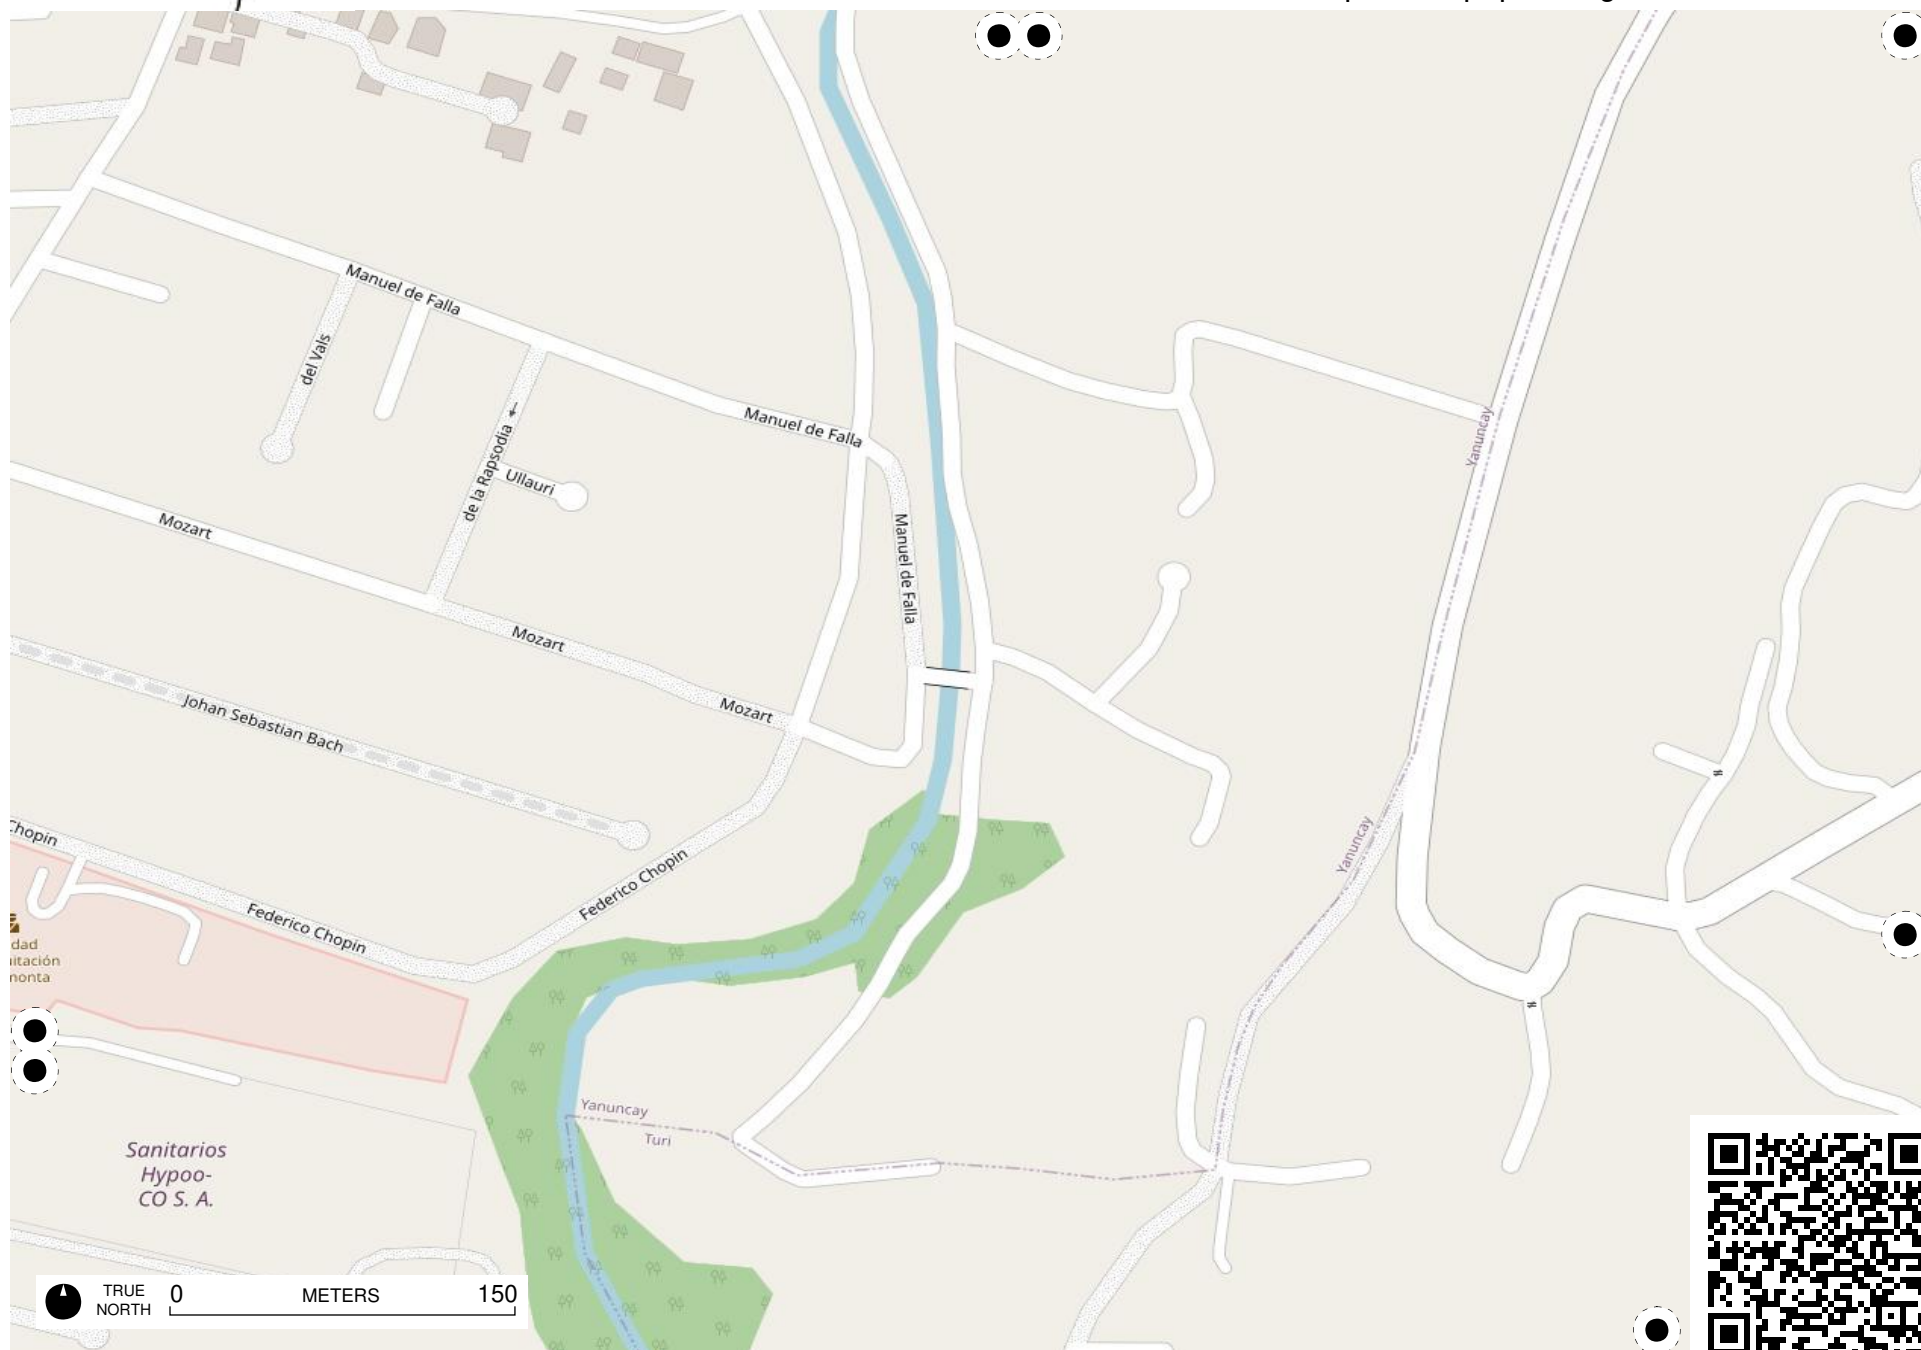 Manuel de Falla
del Vals
Manuel de Falla
Yanuncay
de la Rapsodia
Ullauri
Mozart
Manuel de Falla
Mozart
Johan Sebastian Bach
Mozart
Chopin
Federico Chopin
Yanuncay
Federico Chopin
Yanuncay
Turi
Sanitarios
Hypoo-
CO S. A.
TRUE
NORTH
0 METERS 150